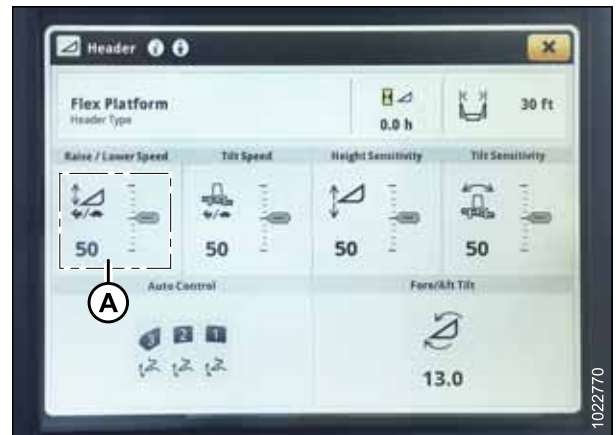 Header
Flex Platform
Header Type
0.0 h
30 ft
Raise / Lower Speed
Tilt Speed
Height Sensitivity
Tilt Sensitivity
50
50
50
50
A
Auto Control
Fore/Aft Tilt
3 2 1
13.0
1022770